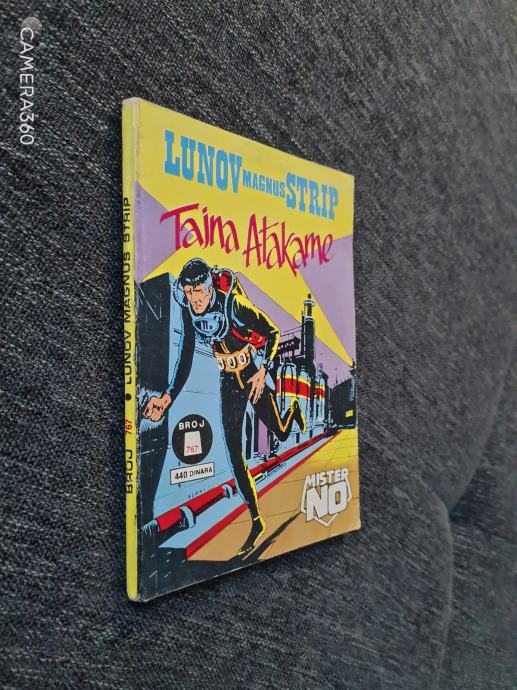 CAMERA360
LUNOV MAGNUS STRIP
Tajna Atakame
BROJ
767
440 DINARA
MISTER
NO
BROJ 767 • LUNOV MAGNUS STRIP